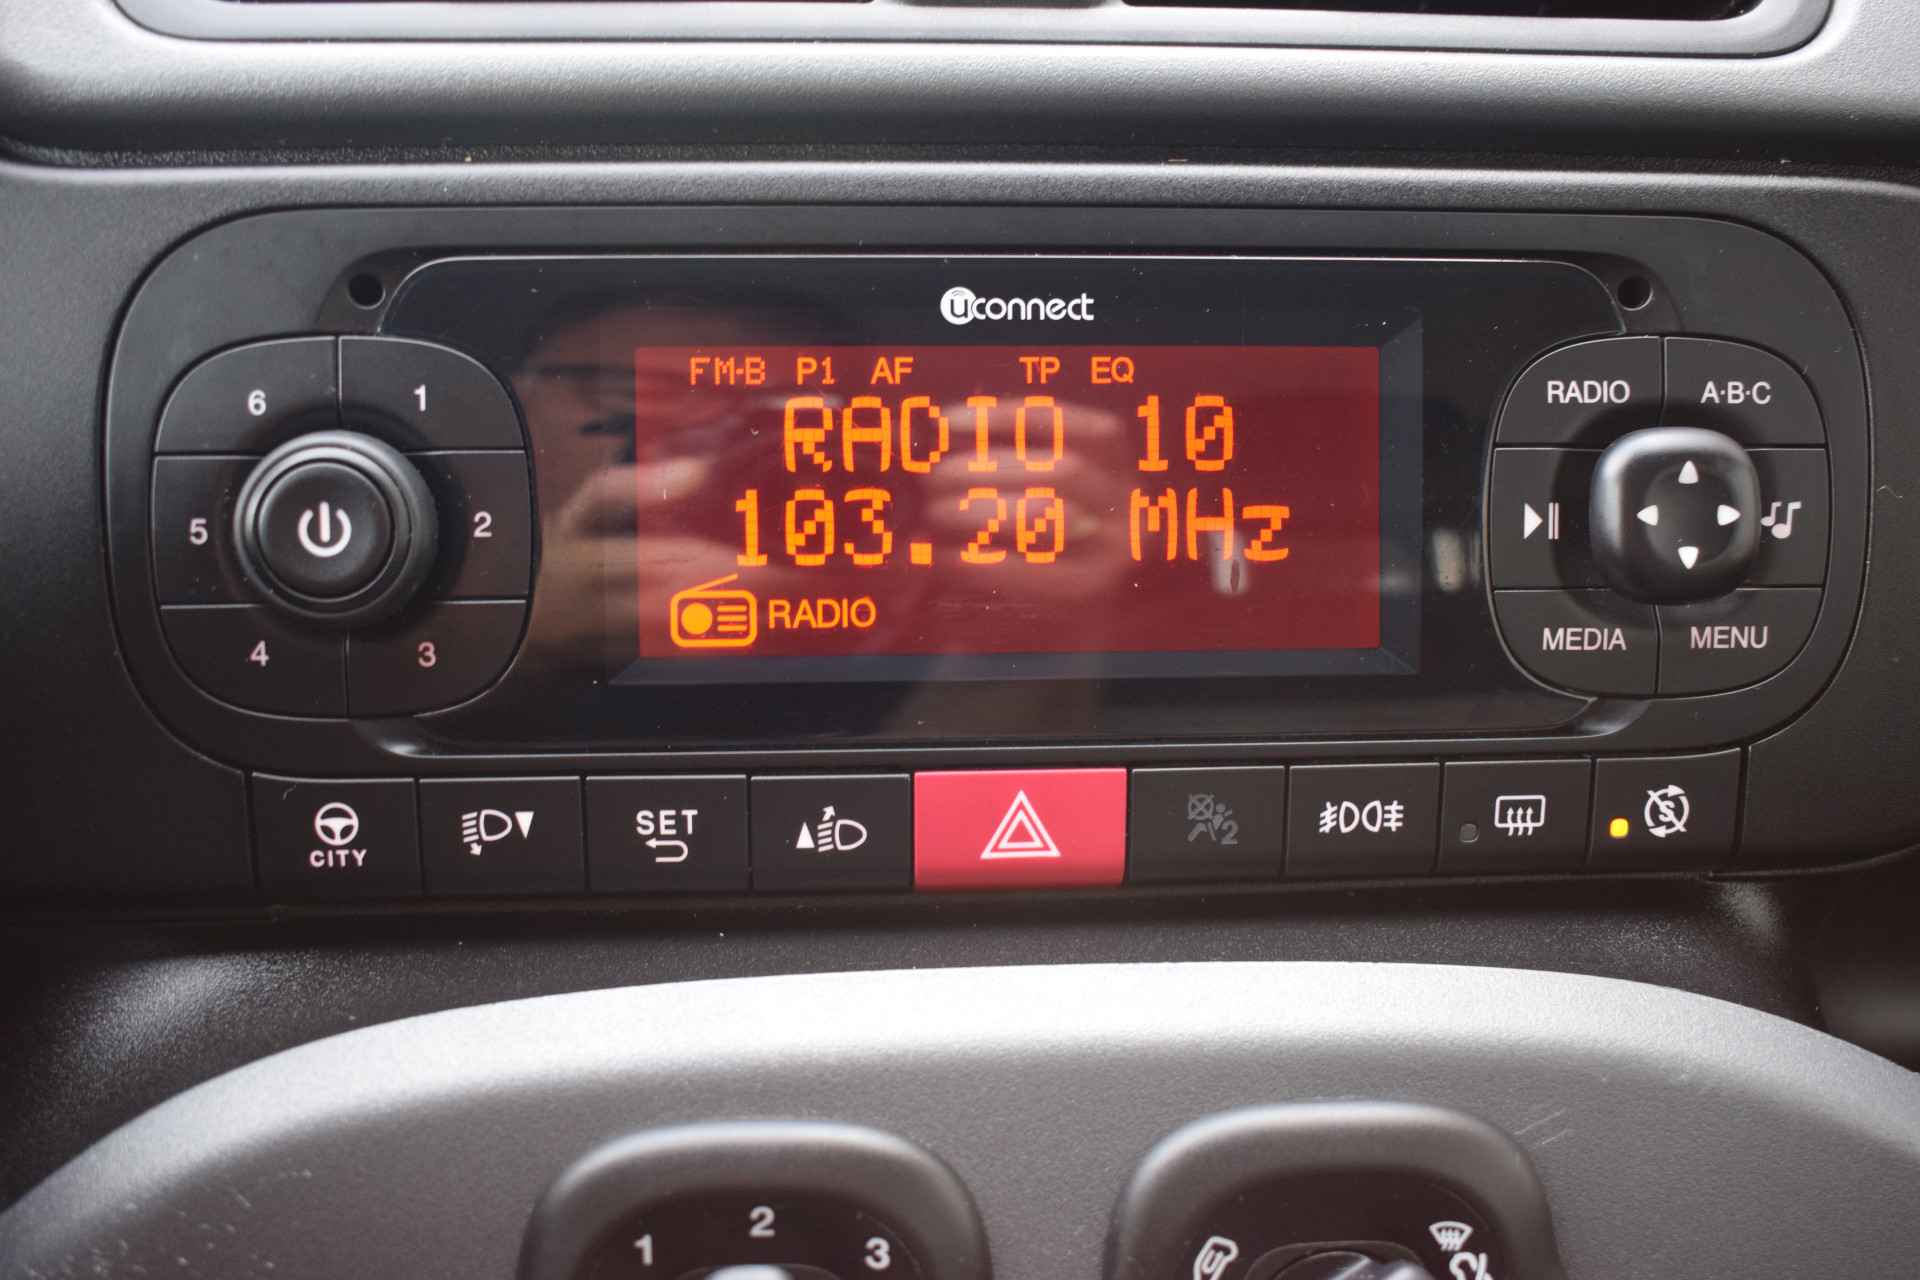 uconnect
FM-B P1 AF TP EQ
RADIO 10
103.20 MHz
RADIO
6 1
5 2
4 3
RADIO A·B·C
MEDIA MENU
CITY
SET
2
1 2 3